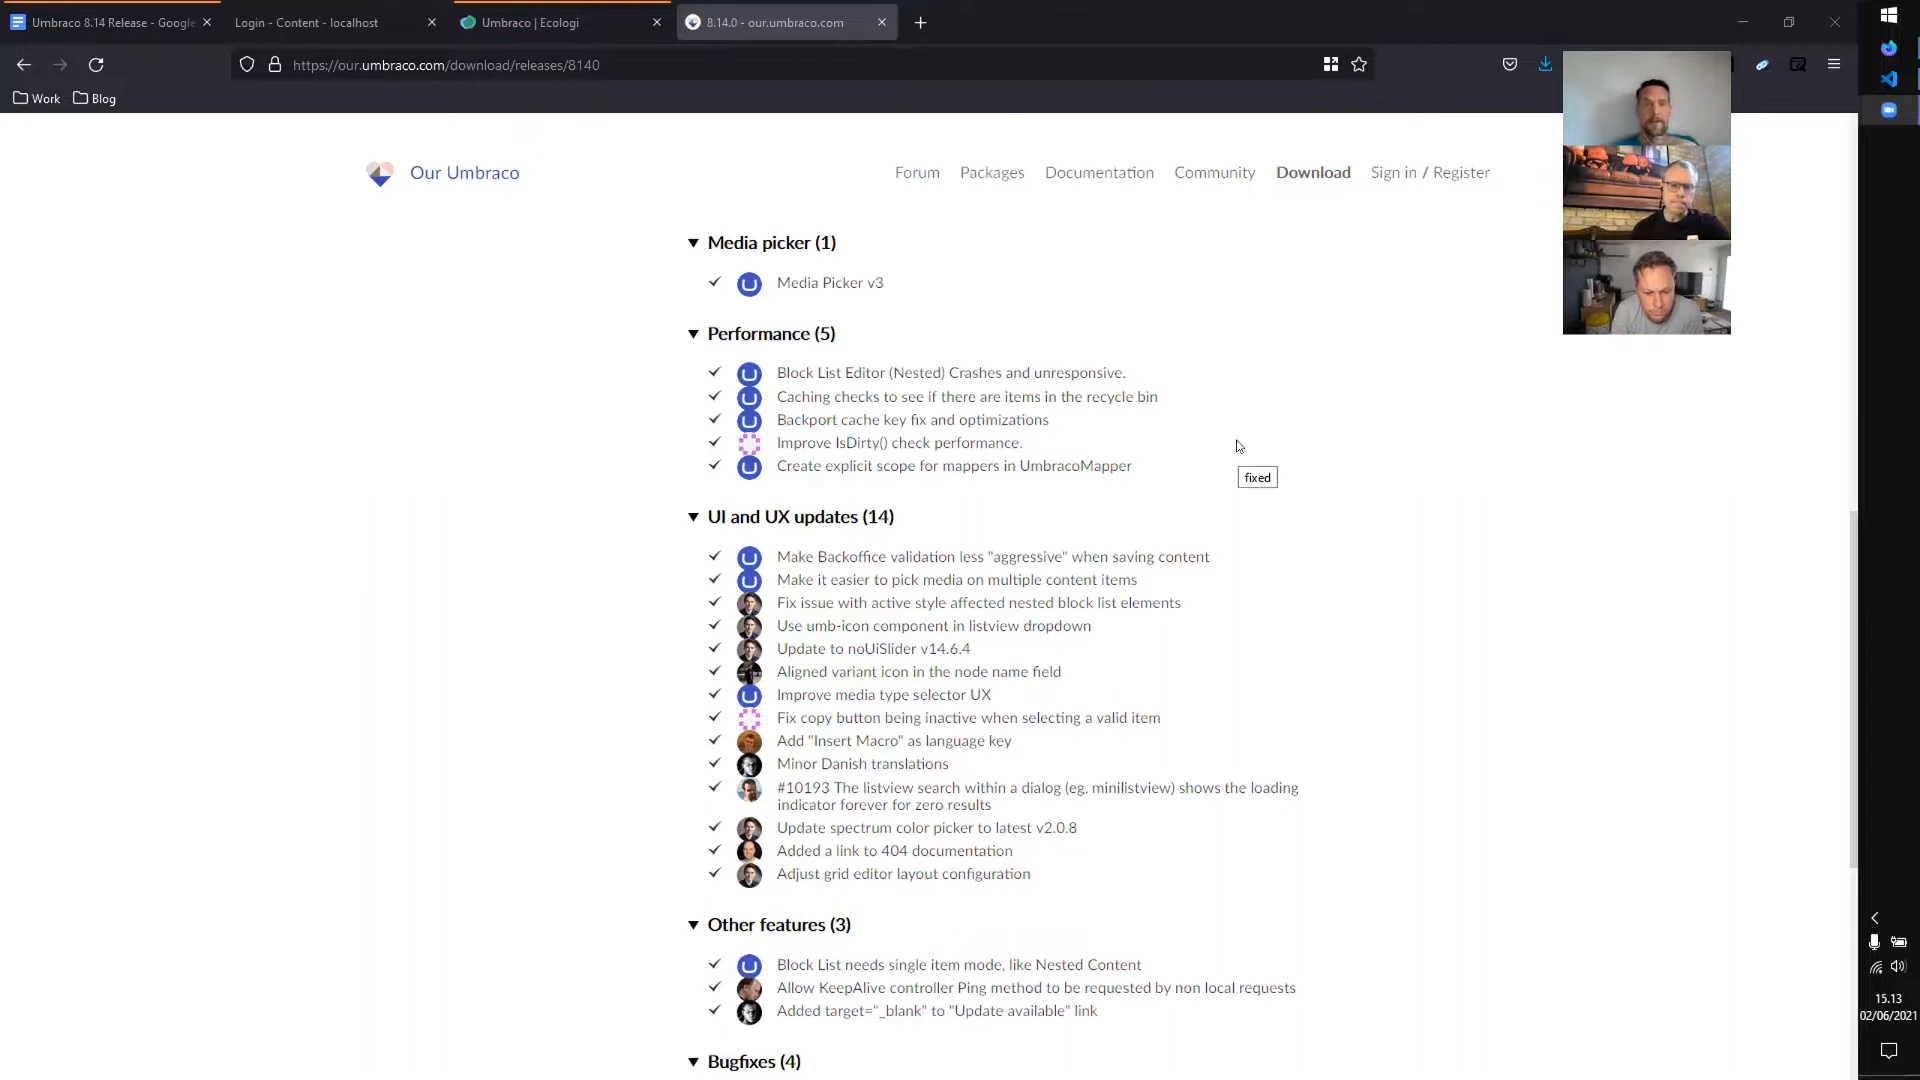 Umbraco 8.14 Release - Google
Login - Content - localhost
Umbraco | Ecologi
8.14.0 - our.umbraco.com
https://our.umbraco.com/download/releases/8140
Work
Blog
Our Umbraco
Forum
Packages
Documentation
Community
Download
Sign in / Register
Media picker (1)
Media Picker v3
Performance (5)
Block List Editor (Nested) Crashes and unresponsive.
Caching checks to see if there are items in the recycle bin
Backport cache key fix and optimizations
Improve IsDirty() check performance.
Create explicit scope for mappers in UmbracoMapper
fixed
UI and UX updates (14)
Make Backoffice validation less "aggressive" when saving content
Make it easier to pick media on multiple content items
Fix issue with active style affected nested block list elements
Use umb-icon component in listview dropdown
Update to noUiSlider v14.6.4
Aligned variant icon in the node name field
Improve media type selector UX
Fix copy button being inactive when selecting a valid item
Add "Insert Macro" as language key
Minor Danish translations
#10193 The listview search within a dialog (eg. minilistview) shows the loading
indicator forever for zero results
Update spectrum color picker to latest v2.0.8
Added a link to 404 documentation
Adjust grid editor layout configuration
Other features (3)
Block List needs single item mode, like Nested Content
Allow KeepAlive controller Ping method to be requested by non local requests
Added target="_blank" to "Update available" link
Bugfixes (4)
15.13
02/06/2021